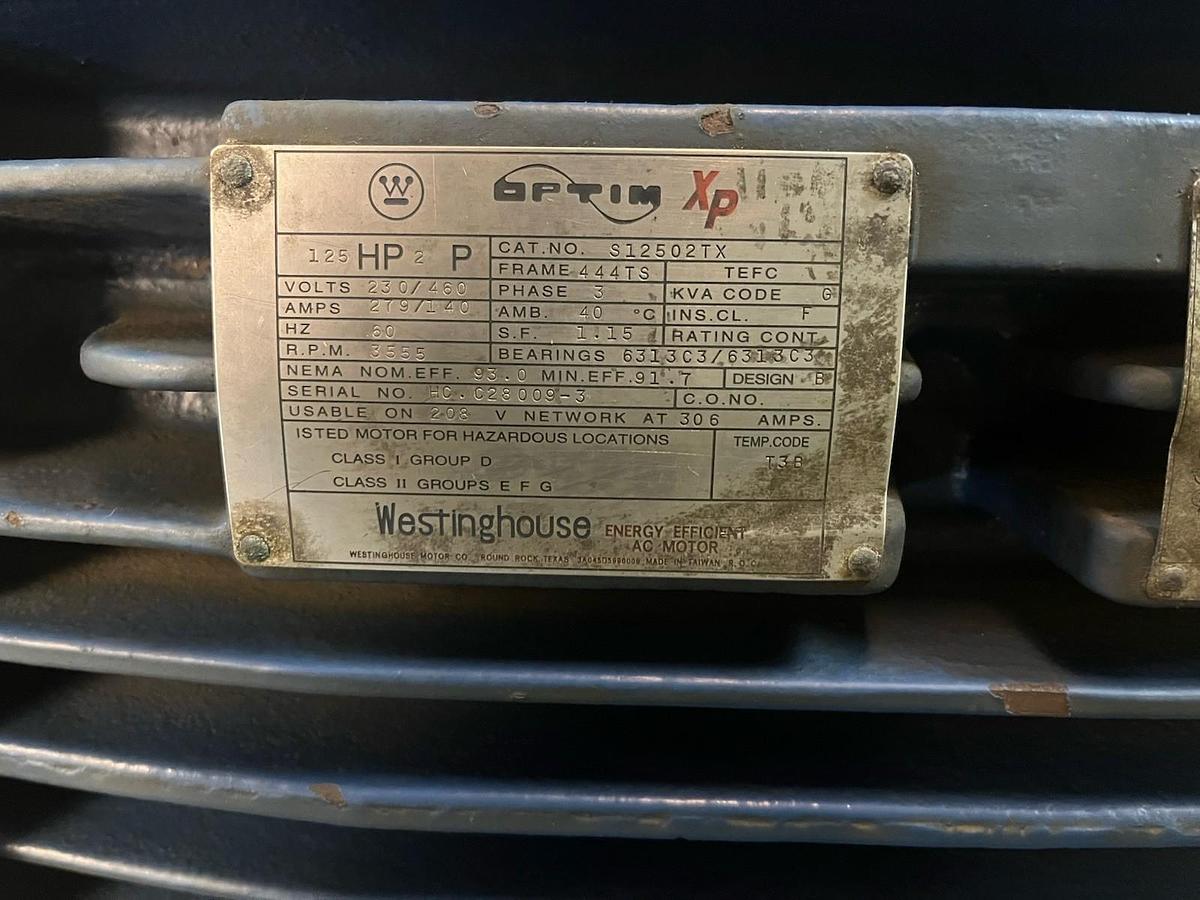 W OPTIM XP
125 HP 2 P CAT.NO. S12502TX
FRAME 444TS TEFC
VOLTS 230/460 PHASE 3 KVA CODE G
AMPS 279/140 AMB. 40 °C INS.CL. F
HZ 60 S.F. 1.15 RATING CONT.
R.P.M. 3555 BEARINGS 6313C3/6313C3
NEMA NOM.EFF. 93.0 MIN.EFF. 91.7 DESIGN B
SERIAL NO. HC.C28009-3 C.O.NO.
USABLE ON 208 V NETWORK AT 306 AMPS.
ISTED MOTOR FOR HAZARDOUS LOCATIONS TEMP.CODE
CLASS I GROUP D T3B
CLASS II GROUPS E F G
Westinghouse ENERGY EFFICIENT
AC MOTOR
WESTINGHOUSE MOTOR CO. ROUND ROCK, TEXAS MADE IN TAIWAN R.O.C.